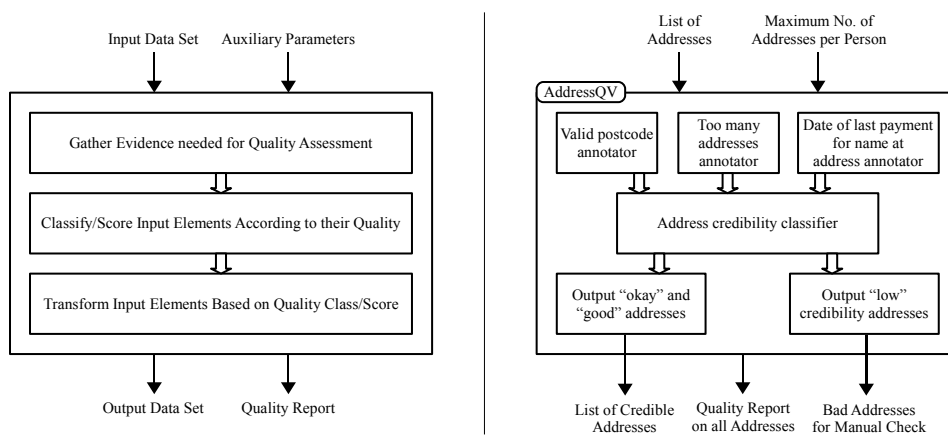 Input Data Set
Auxiliary Parameters
Gather Evidence needed for Quality Assessment
Classify/Score Input Elements According to their Quality
Transform Input Elements Based on Quality Class/Score
Output Data Set
Quality Report
List of
Addresses
Maximum No. of
Addresses per Person
AddressQV
Valid postcode
annotator
Too many
addresses
annotator
Date of last payment
for name at
address annotator
Address credibility classifier
Output “okay” and
“good” addresses
Output “low”
credibility addresses
List of Credible
Addresses
Quality Report
on all Addresses
Bad Addresses
for Manual Check